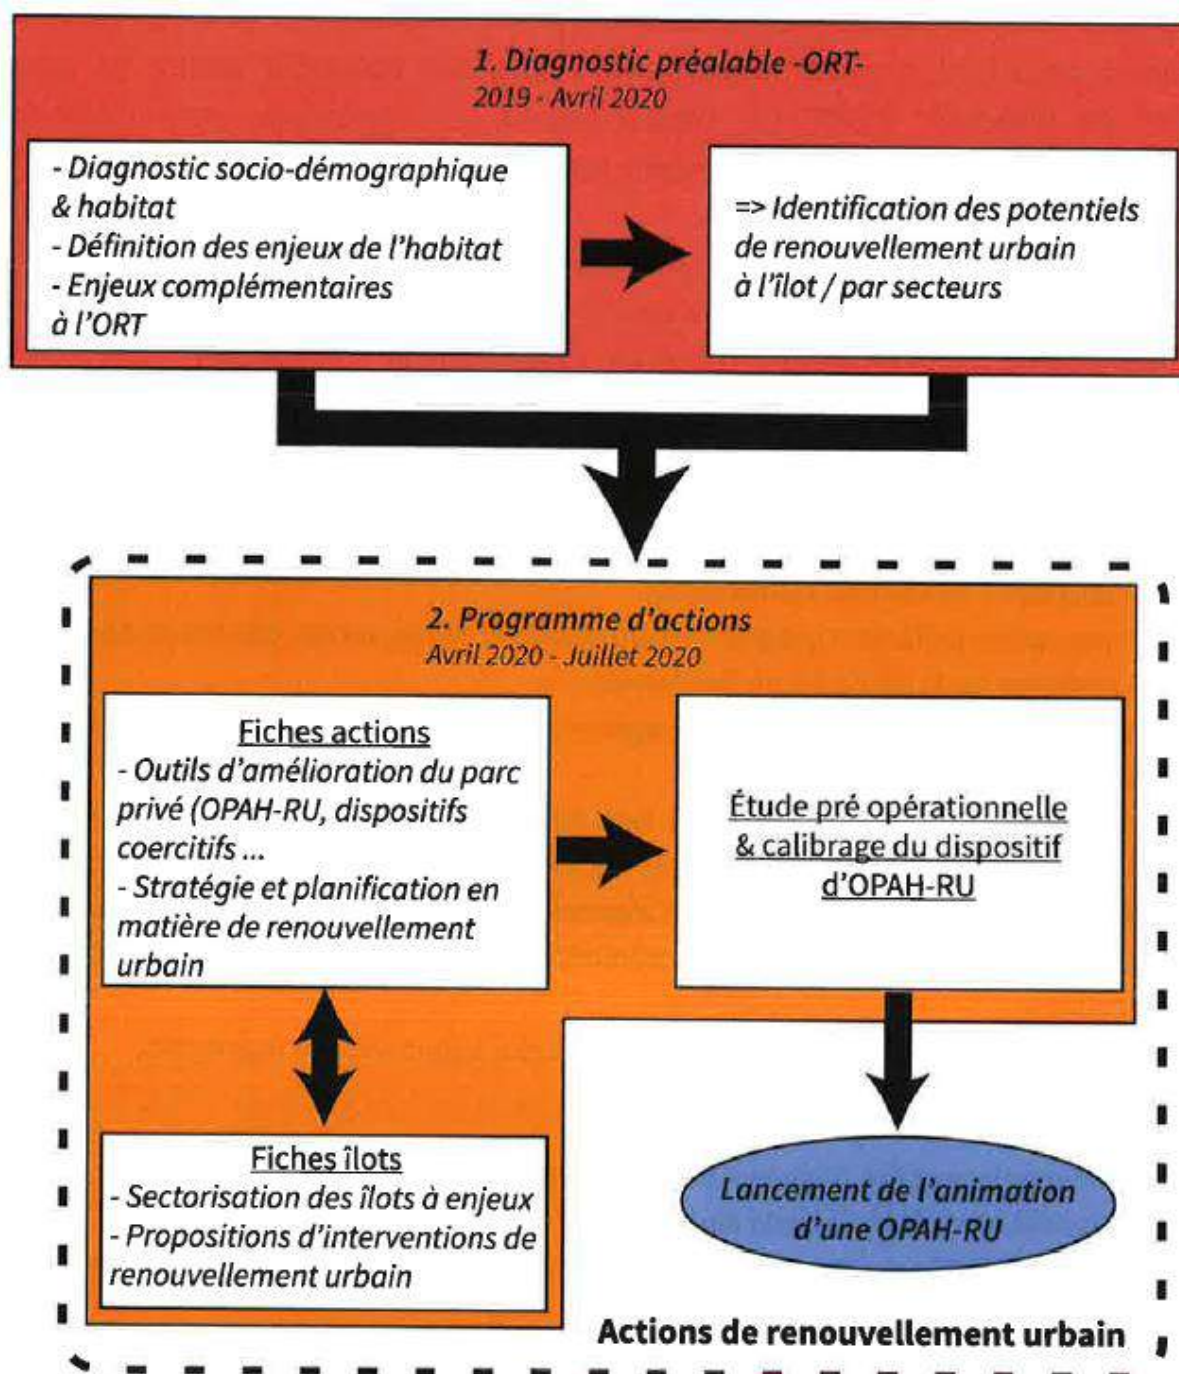 1. Diagnostic préalable -ORT-
2019 - Avril 2020
- Diagnostic socio-démographique
& habitat
- Définition des enjeux de l'habitat
- Enjeux complémentaires
à l'ORT
=> Identification des potentiels
de renouvellement urbain
à l'îlot / par secteurs
2. Programme d'actions
Avril 2020 - Juillet 2020
Fiches actions
- Outils d'amélioration du parc
privé (OPAH-RU, dispositifs
coercitifs ...
- Stratégie et planification en
matière de renouvellement
urbain
Étude pré opérationnelle
& calibrage du dispositif
d'OPAH-RU
Fiches îlots
- Sectorisation des îlots à enjeux
- Propositions d'interventions de
renouvellement urbain
Lancement de l'animation
d'une OPAH-RU
Actions de renouvellement urbain